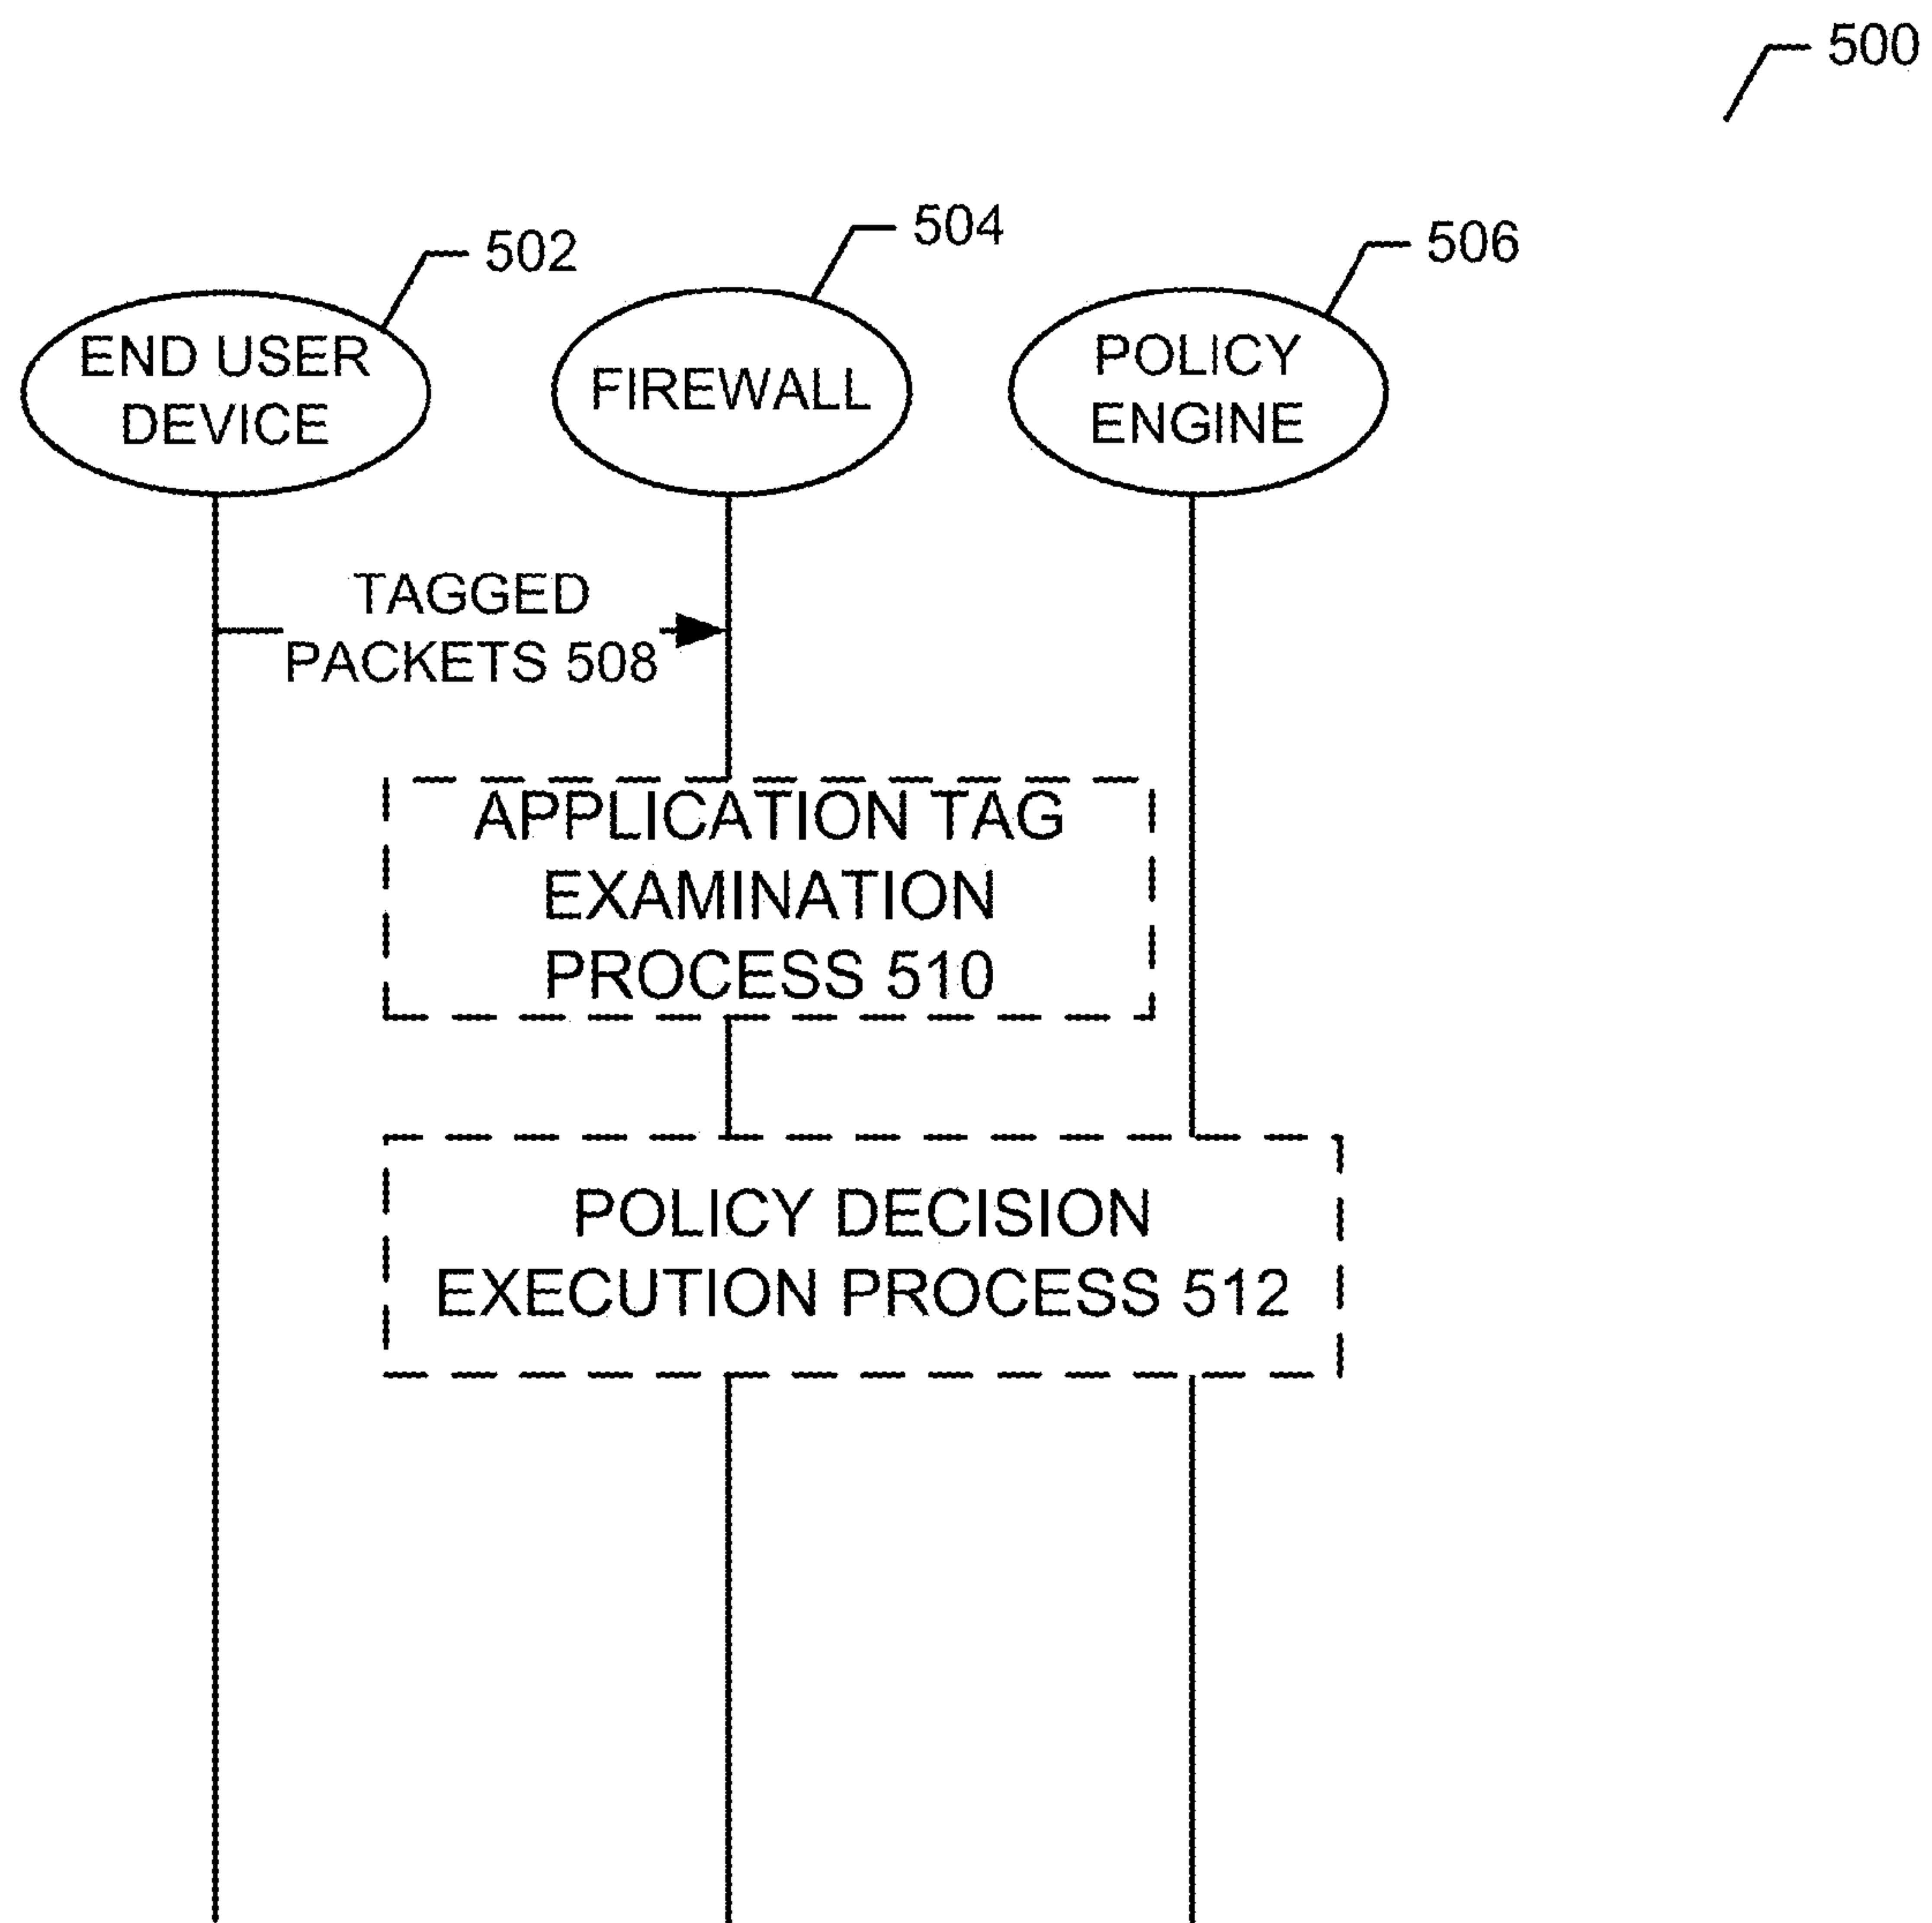 500
502
504
506
END USER
DEVICE
FIREWALL
POLICY
ENGINE
TAGGED
PACKETS 508
APPLICATION TAG
EXAMINATION
PROCESS 510
POLICY DECISION
EXECUTION PROCESS 512